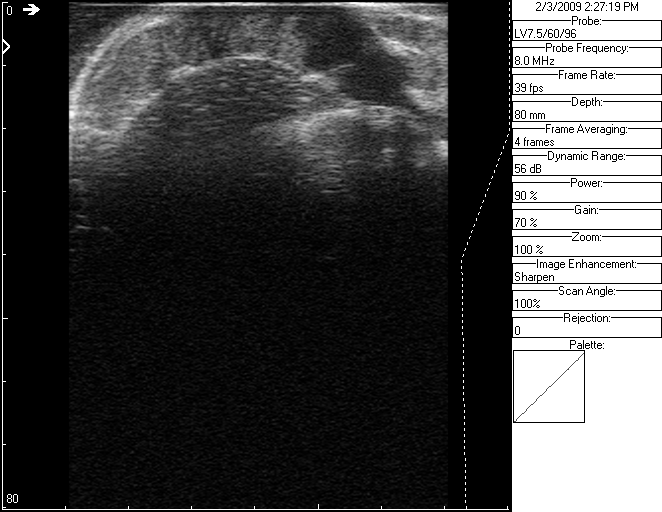 0
80
2/3/2009 2:27:19 PM
Probe:
LV7.5/60/96
Probe Frequency:
8.0 MHz
Frame Rate:
39 fps
Depth:
80 mm
Frame Averaging:
4 frames
Dynamic Range:
56 dB
Power:
90 %
Gain:
70 %
Zoom:
100 %
Image Enhancement:
Sharpen
Scan Angle:
100%
Rejection:
0
Palette: